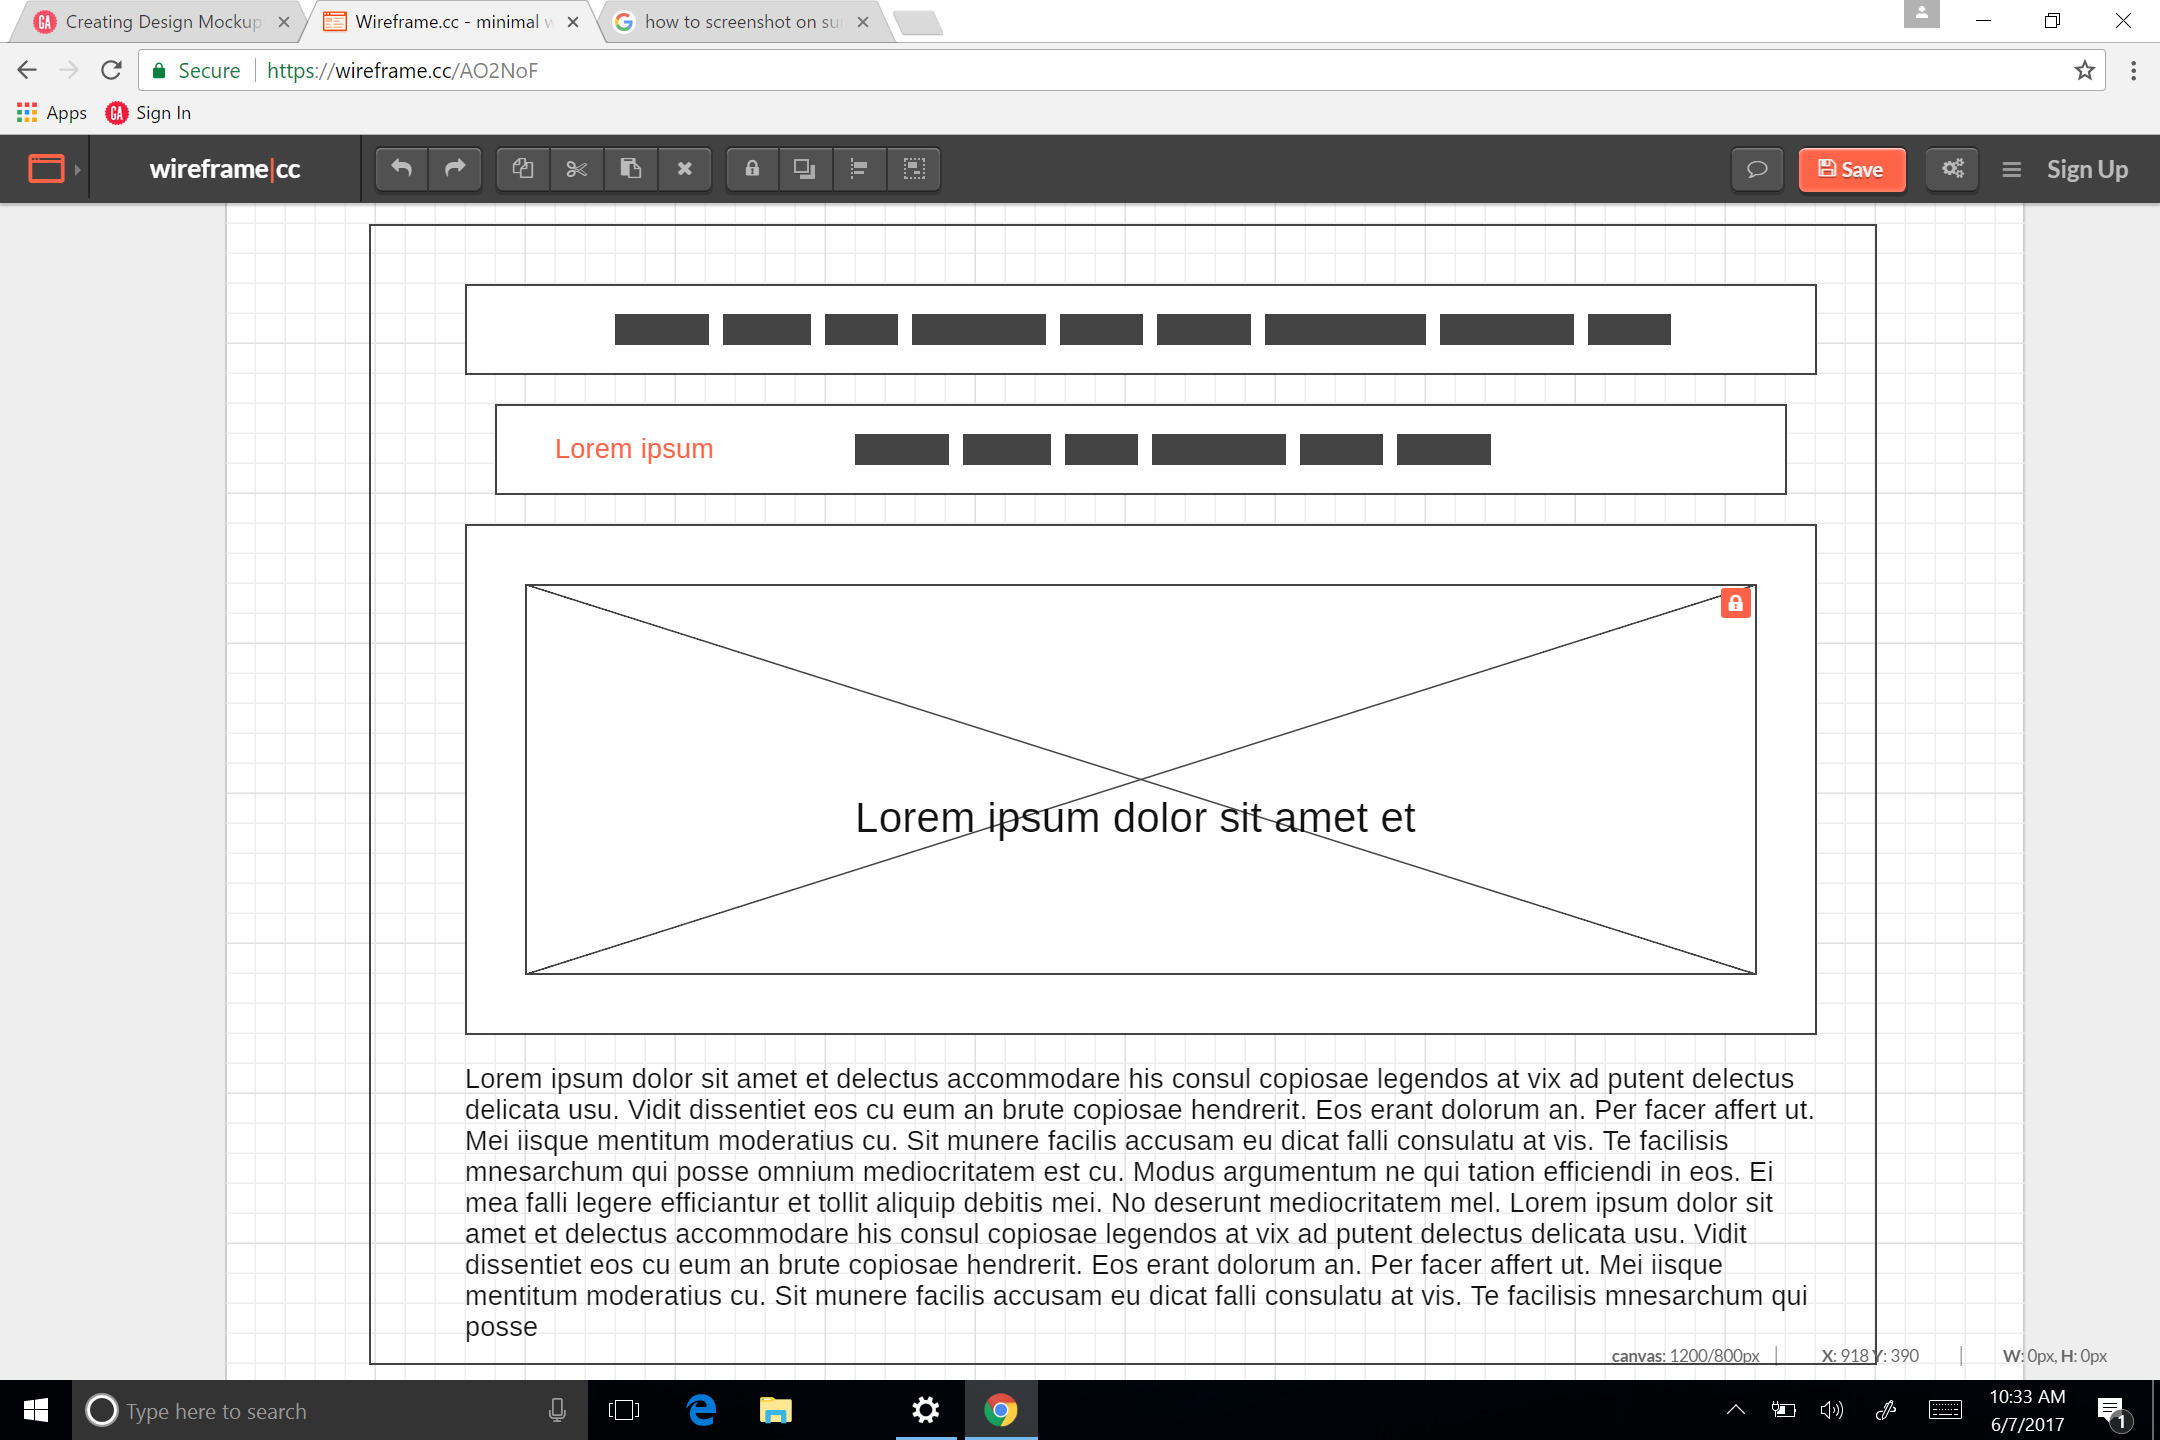 Creating Design Mockup
Wireframe.cc - minimal w
how to screenshot on su
Secure
https://wireframe.cc/AO2NoF
Apps
GA
Sign In
wireframe|cc
Save
Sign Up
Lorem ipsum
Lorem ipsum dolor sit amet et
Lorem ipsum dolor sit amet et delectus accommodare his consul copiosae legendos at vix ad putent delectus
delicata usu. Vidit dissentiet eos cu eum an brute copiosae hendrerit. Eos erant dolorum an. Per facer affert ut.
Mei iisque mentitum moderatius cu. Sit munere facilis accusam eu dicat falli consulatu at vis. Te facilisis
mnesarchum qui posse omnium mediocritatem est cu. Modus argumentum ne qui tation efficiendi in eos. Ei
mea falli legere efficiantur et tollit aliquip debitis mei. No deserunt mediocritatem mel. Lorem ipsum dolor sit
amet et delectus accommodare his consul copiosae legendos at vix ad putent delectus delicata usu. Vidit
dissentiet eos cu eum an brute copiosae hendrerit. Eos erant dolorum an. Per facer affert ut. Mei iisque
mentitum moderatius cu. Sit munere facilis accusam eu dicat falli consulatu at vis. Te facilisis mnesarchum qui
posse
canvas: 1200/800px | X: 918 Y: 390 | W: 0px, H: 0px
Type here to search
10:33 AM
6/7/2017
1